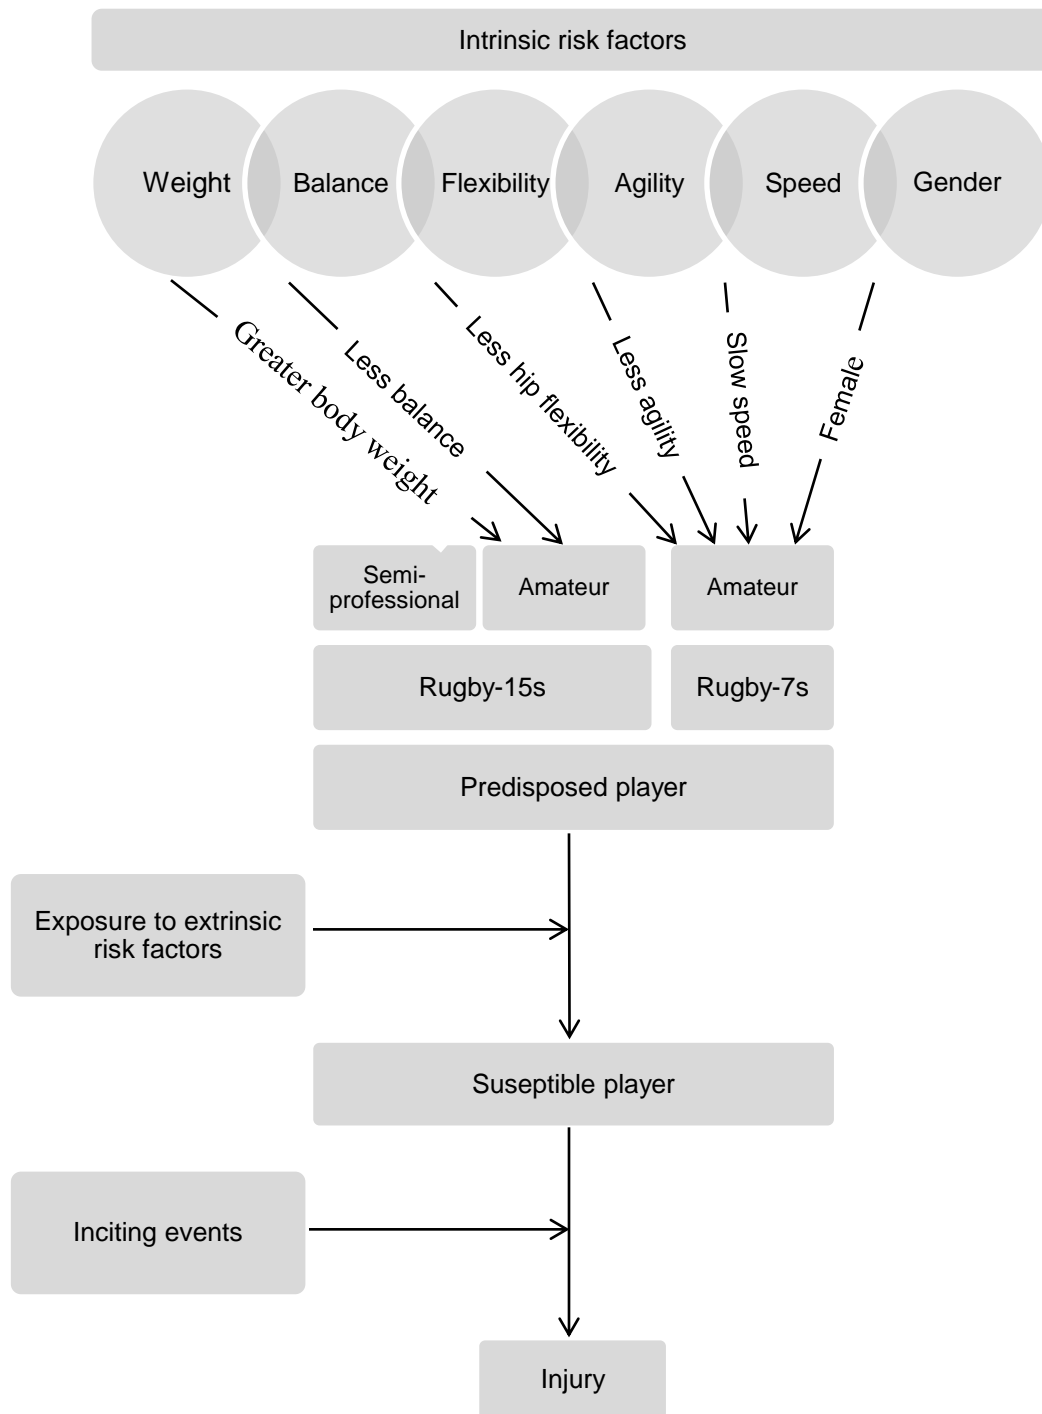 Intrinsic risk factors
Weight
Balance
Flexibility
Agility
Speed
Gender
Greater body weight
Less balance
Less hip flexibility
Less agility
Slow speed
Female
Semi-
professional
Amateur
Amateur
Rugby-15s
Rugby-7s
Predisposed player
Exposure to extrinsic
risk factors
Suseptible player
Inciting events
Injury